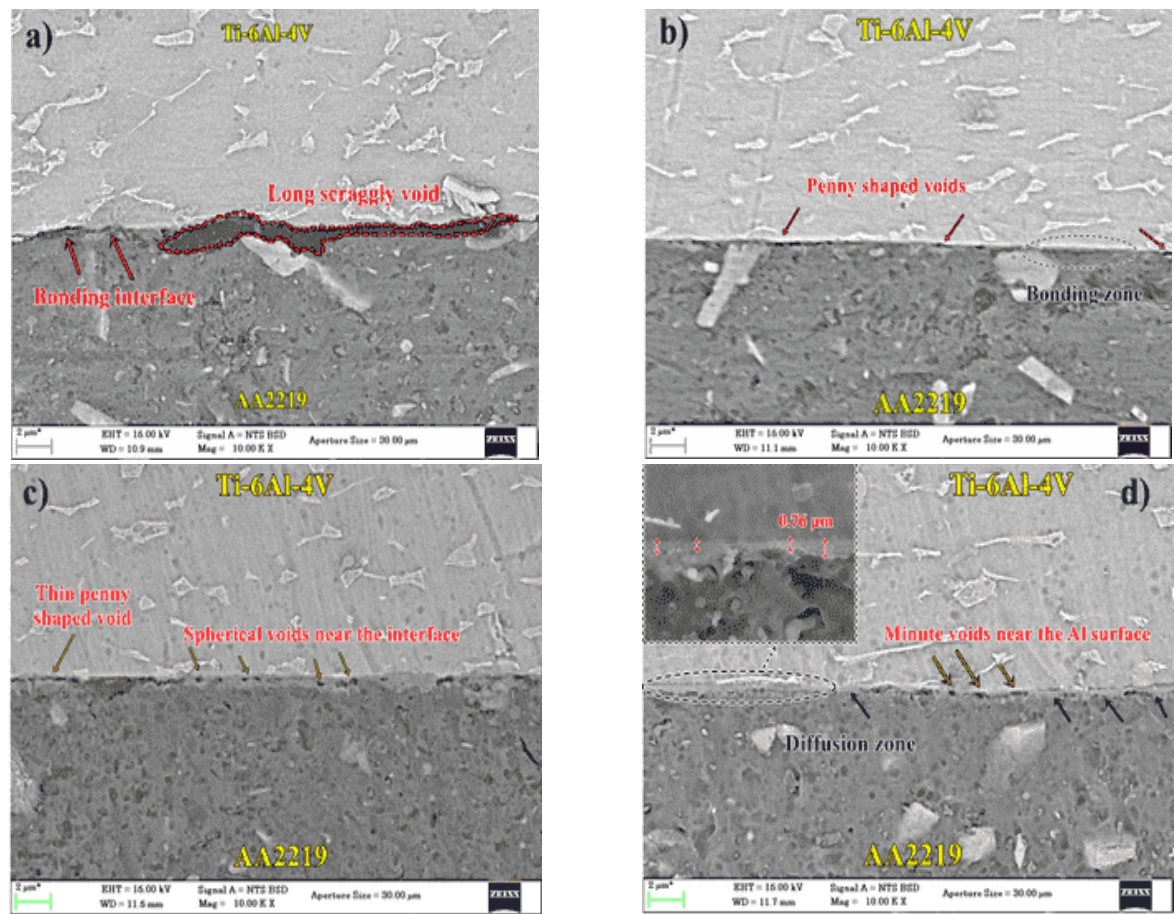 a)
Ti-6Al-4V
Long scraggly void
Bonding interface
AA2219
2 µm*
EHT = 15.00 kV
Signal A = NTS BSD
Aperture Size = 30.00 µm
WD = 10.9 mm
Mag = 10.00 K X
ZEISS
b)
Ti-6Al-4V
Penny shaped voids
Bonding zone
AA2219
2 µm*
EHT = 15.00 kV
Signal A = NTS BSD
Aperture Size = 30.00 µm
WD = 11.1 mm
Mag = 10.00 K X
ZEISS
c)
Ti-6Al-4V
Thin penny
shaped void
Spherical voids near the interface
AA2219
2 µm*
EHT = 15.00 kV
Signal A = NTS BSD
Aperture Size = 30.00 µm
WD = 11.5 mm
Mag = 10.00 K X
ZEISS
d)
Ti-6Al-4V
0.76 µm
Minute voids near the Al surface
Diffusion zone
AA2219
2 µm*
EHT = 15.00 kV
Signal A = NTS BSD
Aperture Size = 30.00 µm
WD = 11.7 mm
Mag = 10.00 K X
ZEISS